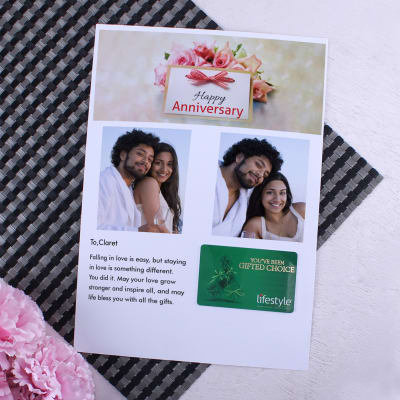 Happy
Anniversary
To,Claret
Falling in love is easy, but staying
in love is something different.
You did it. May your love grow
stronger and inspire all, and may
life bless you with all the gifts.
YOU'VE BEEN
GIFTED CHOICE
lifestyle